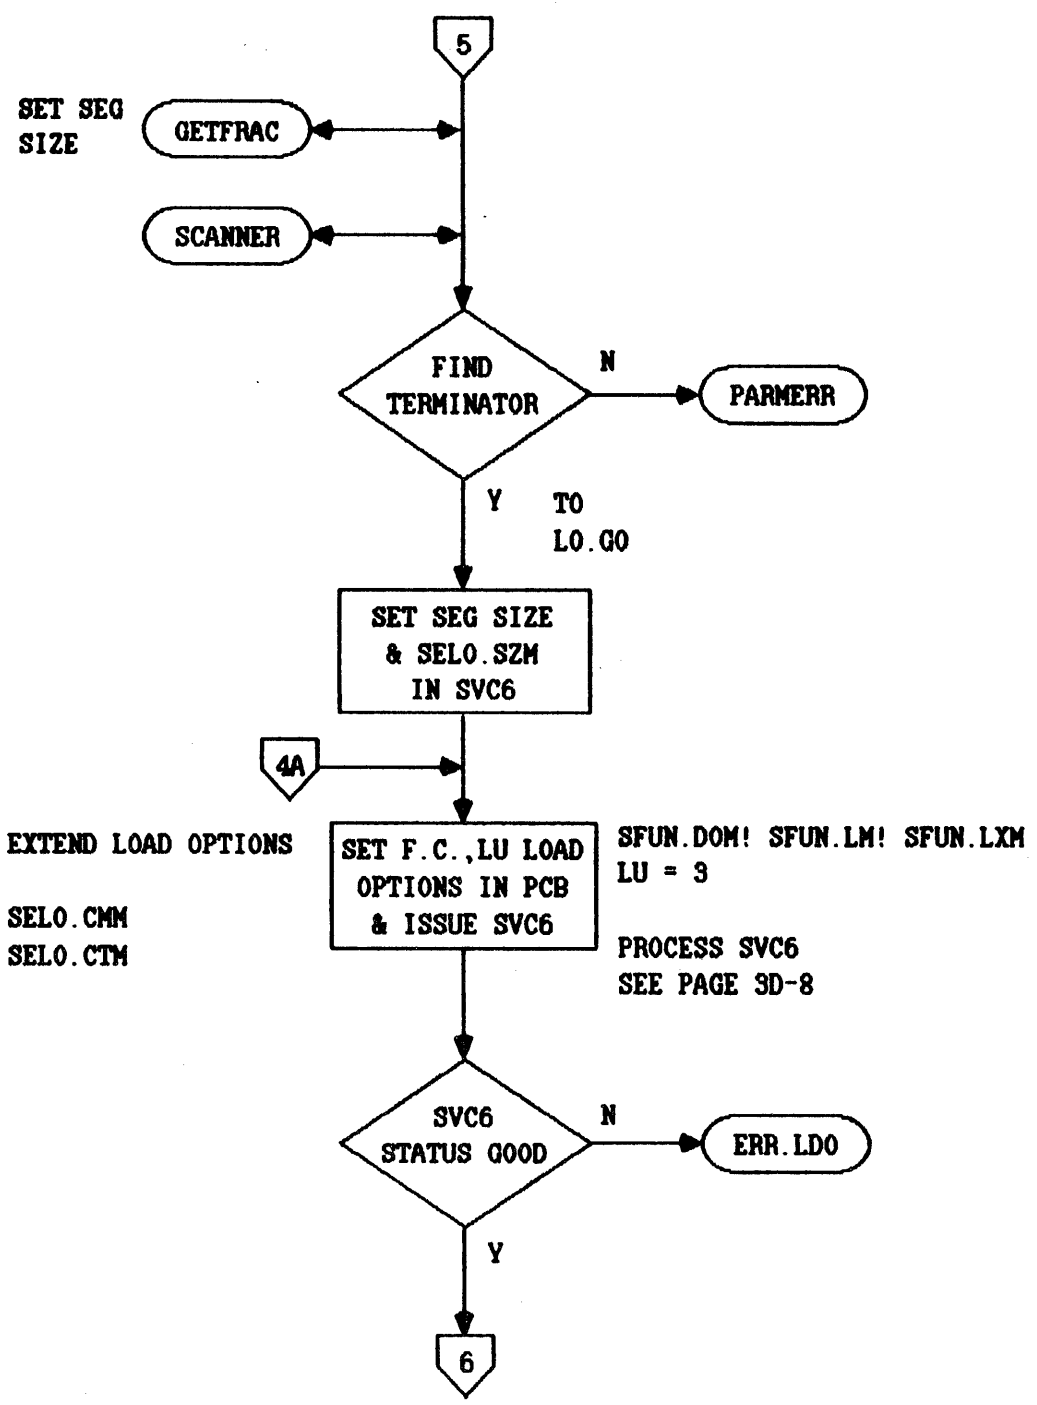 5
SET SEG
SIZE
GETFRAC
SCANNER
FIND
TERMINATOR
N
PARMERR
Y
TO
LO.GO
SET SEG SIZE
& SELO.SZM
IN SVC6
4A
EXTEND LOAD OPTIONS
SELO.CMM
SELO.CTM
SET F.C.,LU LOAD
OPTIONS IN PCB
& ISSUE SVC6
SFUN.DOM! SFUN.LM! SFUN.LXM
LU = 3
PROCESS SVC6
SEE PAGE 3D-8
SVC6
STATUS GOOD
N
ERR.LDO
Y
6